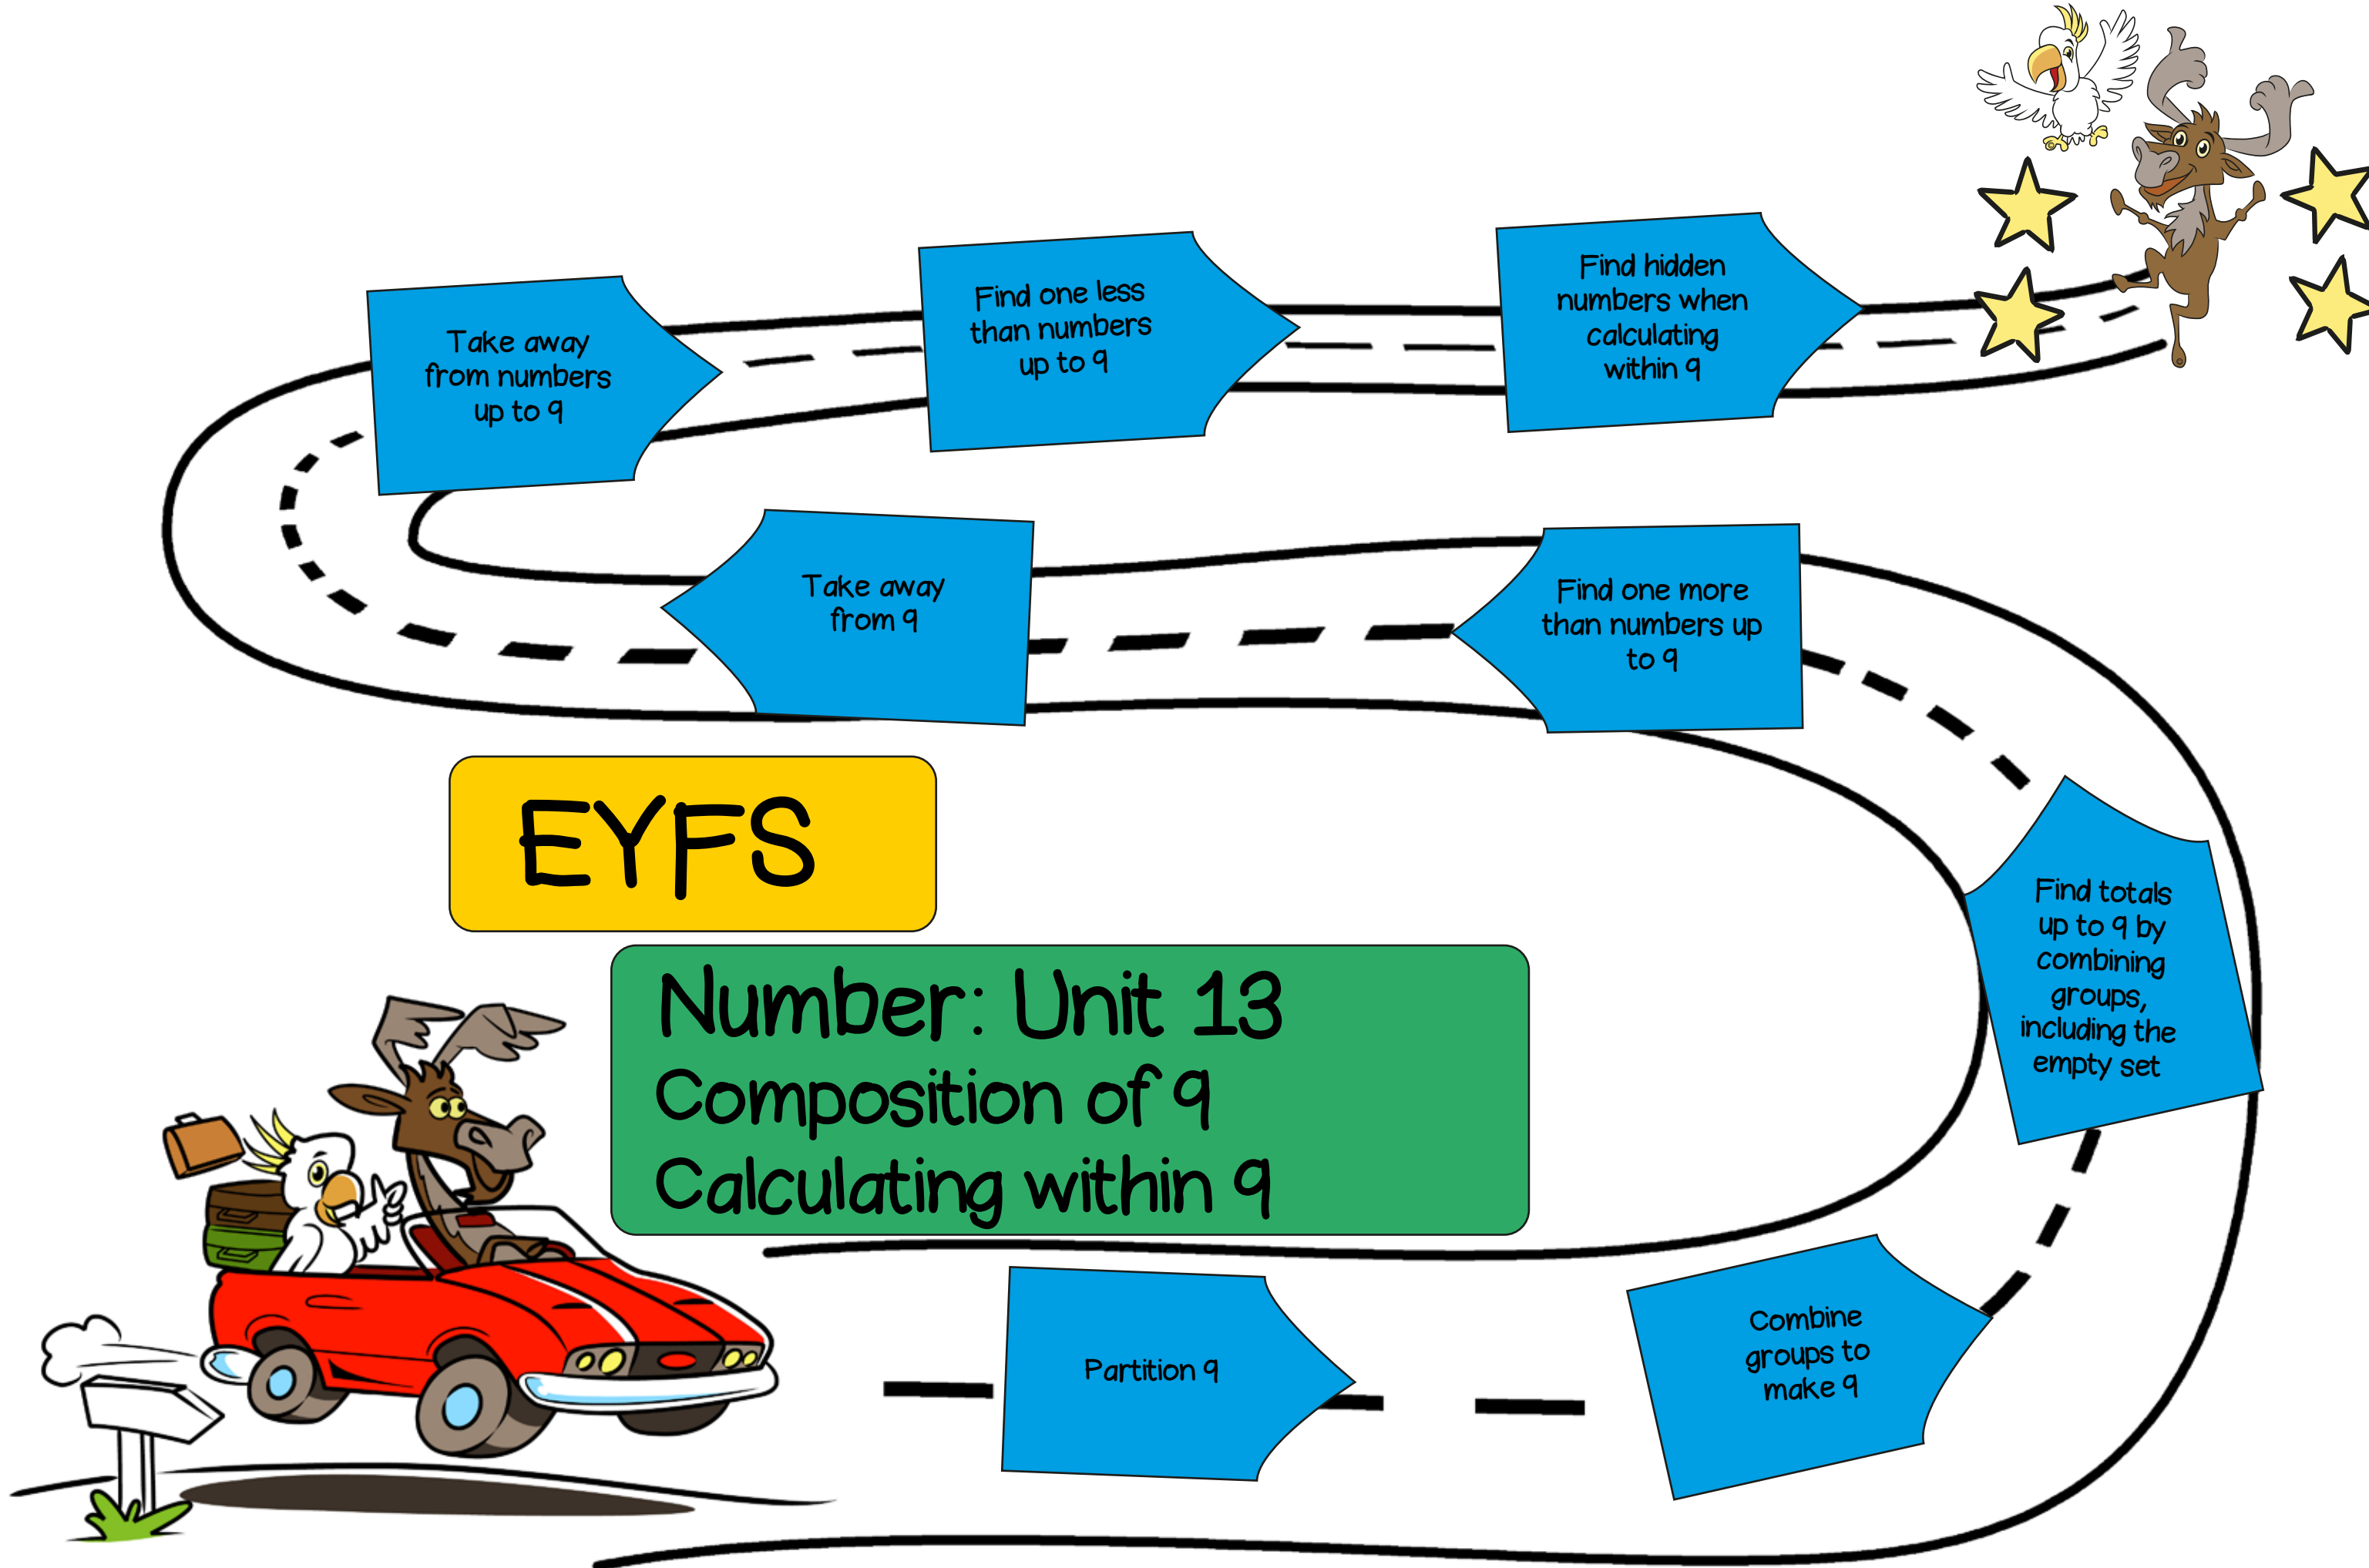 Take away
from numbers
up to 9
Find one less
than numbers
up to 9
Find hidden
numbers when
calculating
within 9
Take away
from 9
Find one more
than numbers up
to 9
EYFS
Find totals
up to 9 by
combining
groups,
including the
empty set
Number: Unit 13
Composition of 9
Calculating within 9
Partition 9
Combine
groups to
make 9